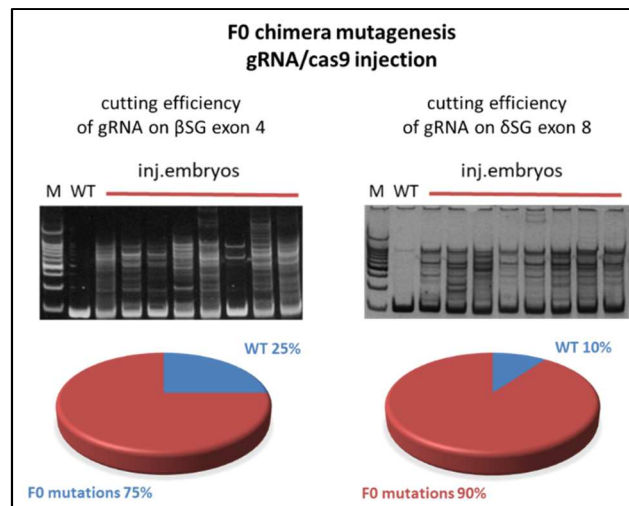 F0 chimera mutagenesis
gRNA/cas9 injection
cutting efficiency
of gRNA on βSG exon 4
inj.embryos
M WT
WT 25%
F0 mutations 75%
cutting efficiency
of gRNA on δSG exon 8
inj.embryos
M WT
WT 10%
F0 mutations 90%